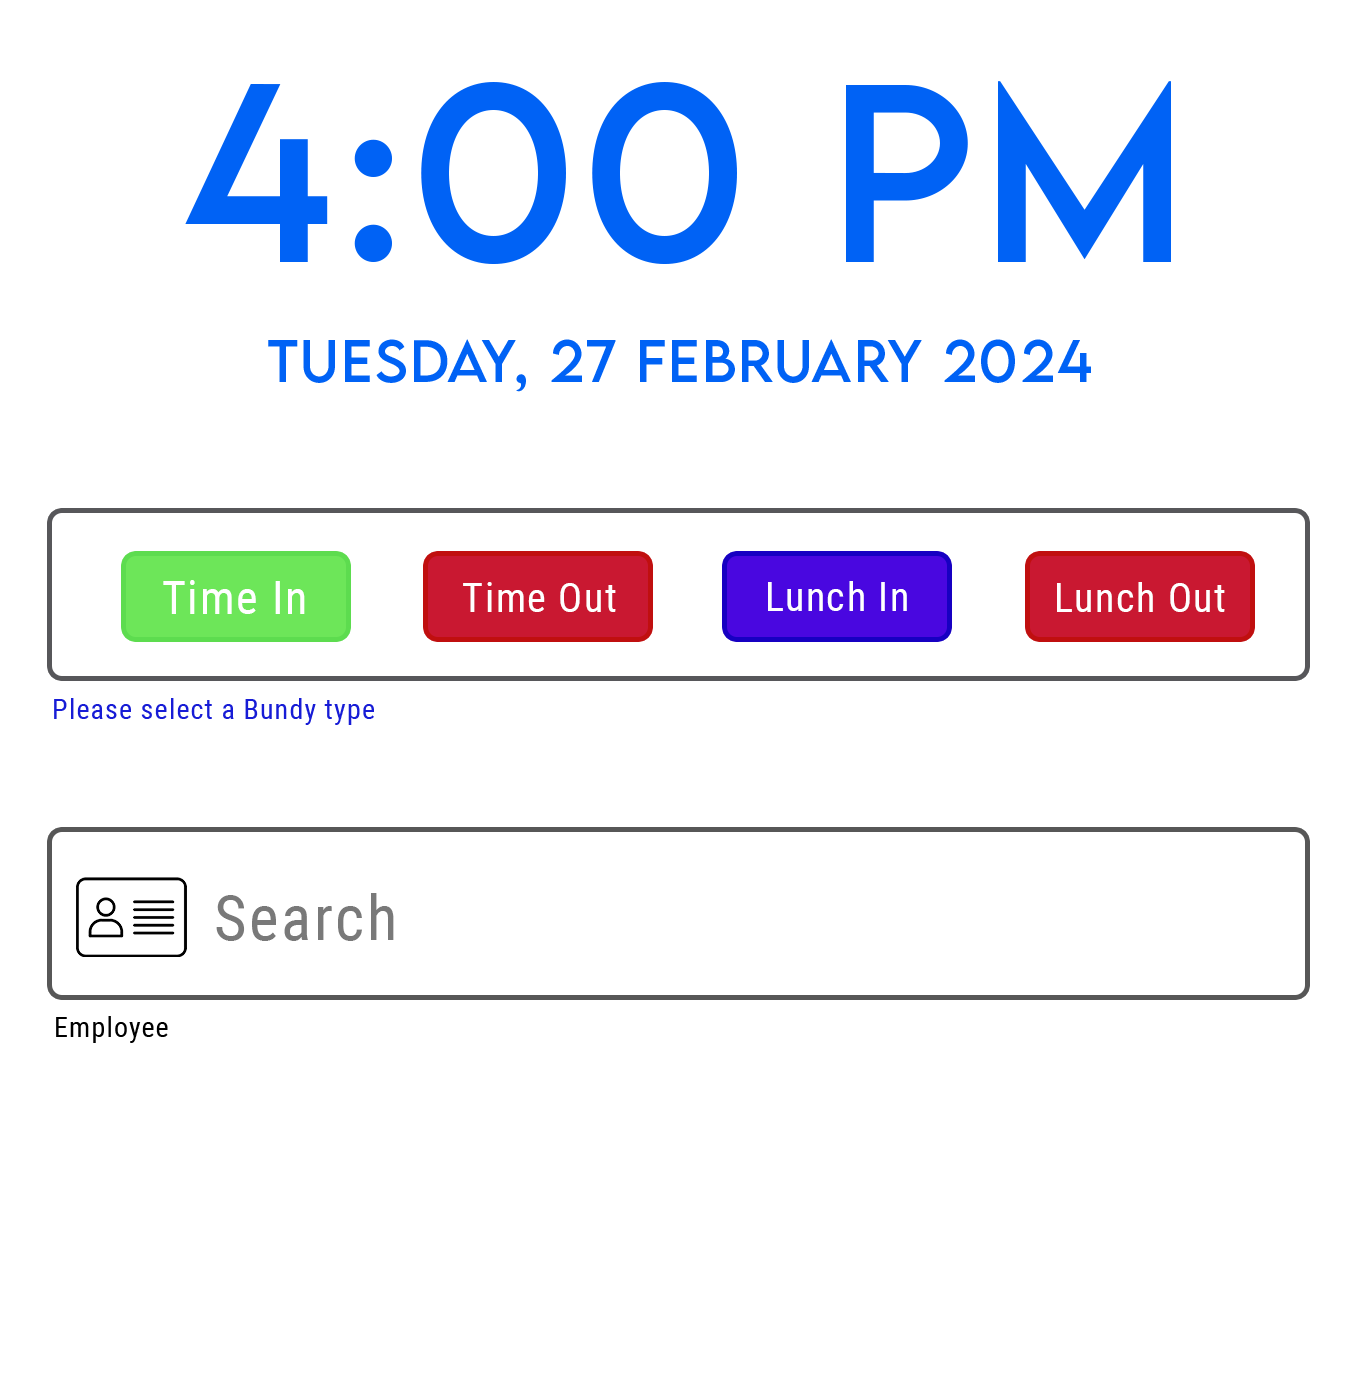 4:00 PM
TUESDAY, 27 FEBRUARY 2024
Time In Time Out Lunch In Lunch Out
Please select a Bundy type
Search
Employee